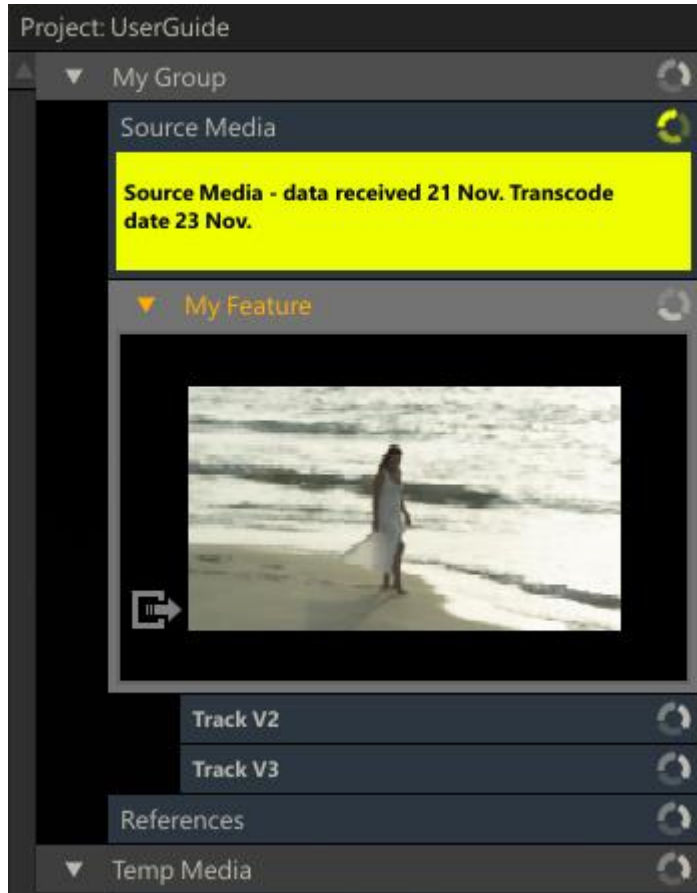 Project: UserGuide
My Group
Source Media
Source Media - data received 21 Nov. Transcode
date 23 Nov.
My Feature
Track V2
Track V3
References
Temp Media